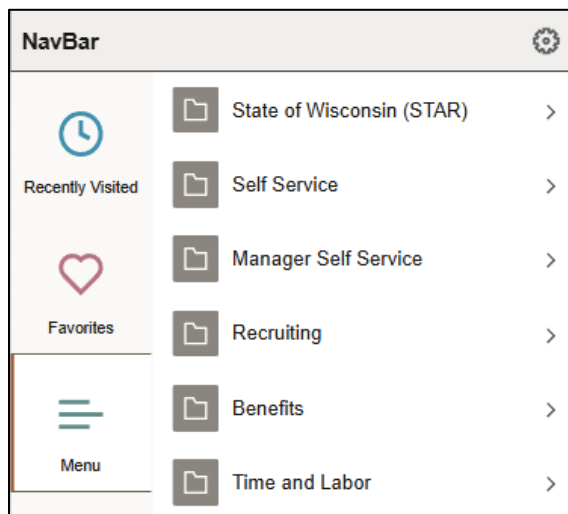 NavBar
Recently Visited
Favorites
Menu
State of Wisconsin (STAR)
Self Service
Manager Self Service
Recruiting
Benefits
Time and Labor